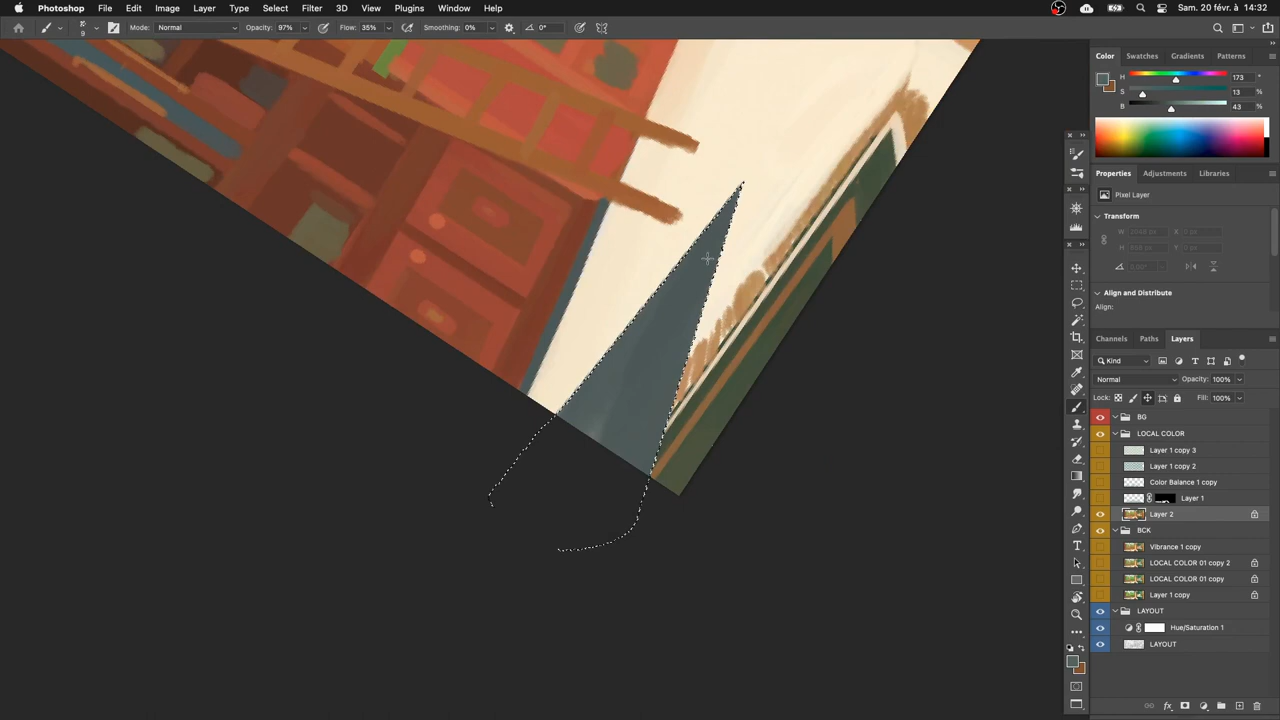 Photoshop File Edit Image Layer Type Select Filter 3D View Plugins Window Help Sam. 20 févr. à 14:32
9 Mode: Normal Opacity: 97% Flow: 35% Smoothing: 0% 0°
Color Swatches Gradients Patterns
H 173 °
S 13 %
B 43 %
Properties Adjustments Libraries
Pixel Layer
Transform
Align and Distribute
Align:
Channels Paths Layers
Kind
Normal Opacity: 100%
Lock: Fill: 100%
BG
LOCAL COLOR
Layer 1 copy 3
Layer 1 copy 2
Color Balance 1 copy
Layer 1
Layer 2
BCK
Vibrance 1 copy
LOCAL COLOR 01 copy 2
LOCAL COLOR 01 copy
Layer 1 copy
LAYOUT
Hue/Saturation 1
LAYOUT